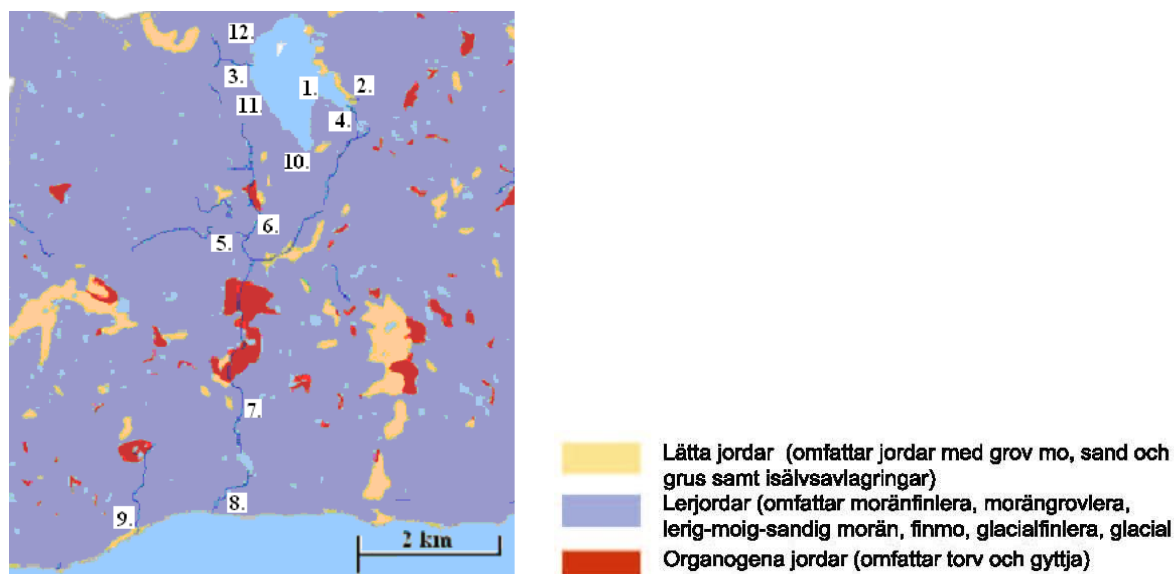 12.
3.
1.
2.
11.
4.
10.
6.
5.
7.
8.
9.
2 km
Lätta jordar (omfattar jordar med grov mo, sand och
grus samt isälvsavlagringar)
Lerjordar (omfattar moränfinlera, morängrovlera,
lerig-moig-sandig morän, finmo, glacialfinlera, glacial
Organogena jordar (omfattar torv och gyttja)